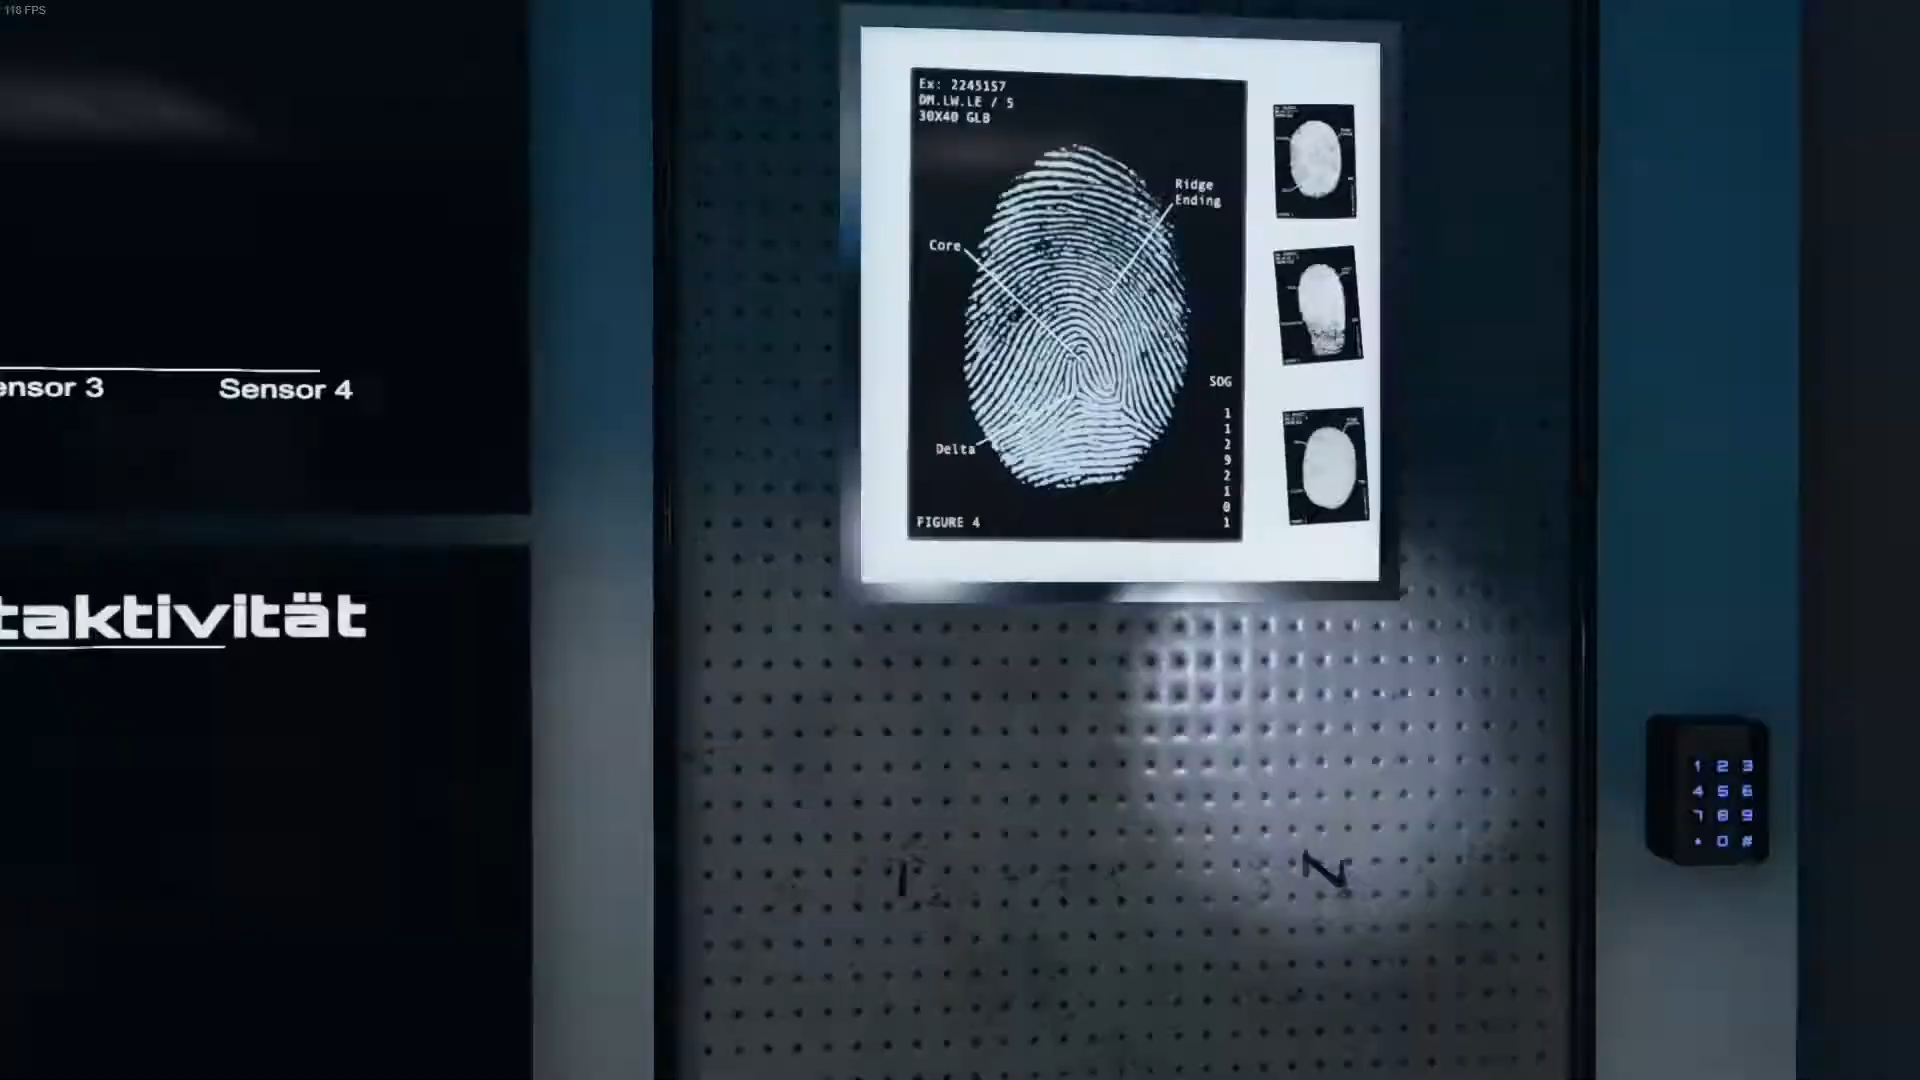 118 FPS
Ex: 2245157
DM.LW.LE / 5
30X40 GLB
Ridge
Ending
Core
ensor 3
Sensor 4
SOG
1
1
2
9
2
1
0
1
Delta
FIGURE 4
taktivität
1 2 3
4 5 6
7 8 9
* 0 #
I
N